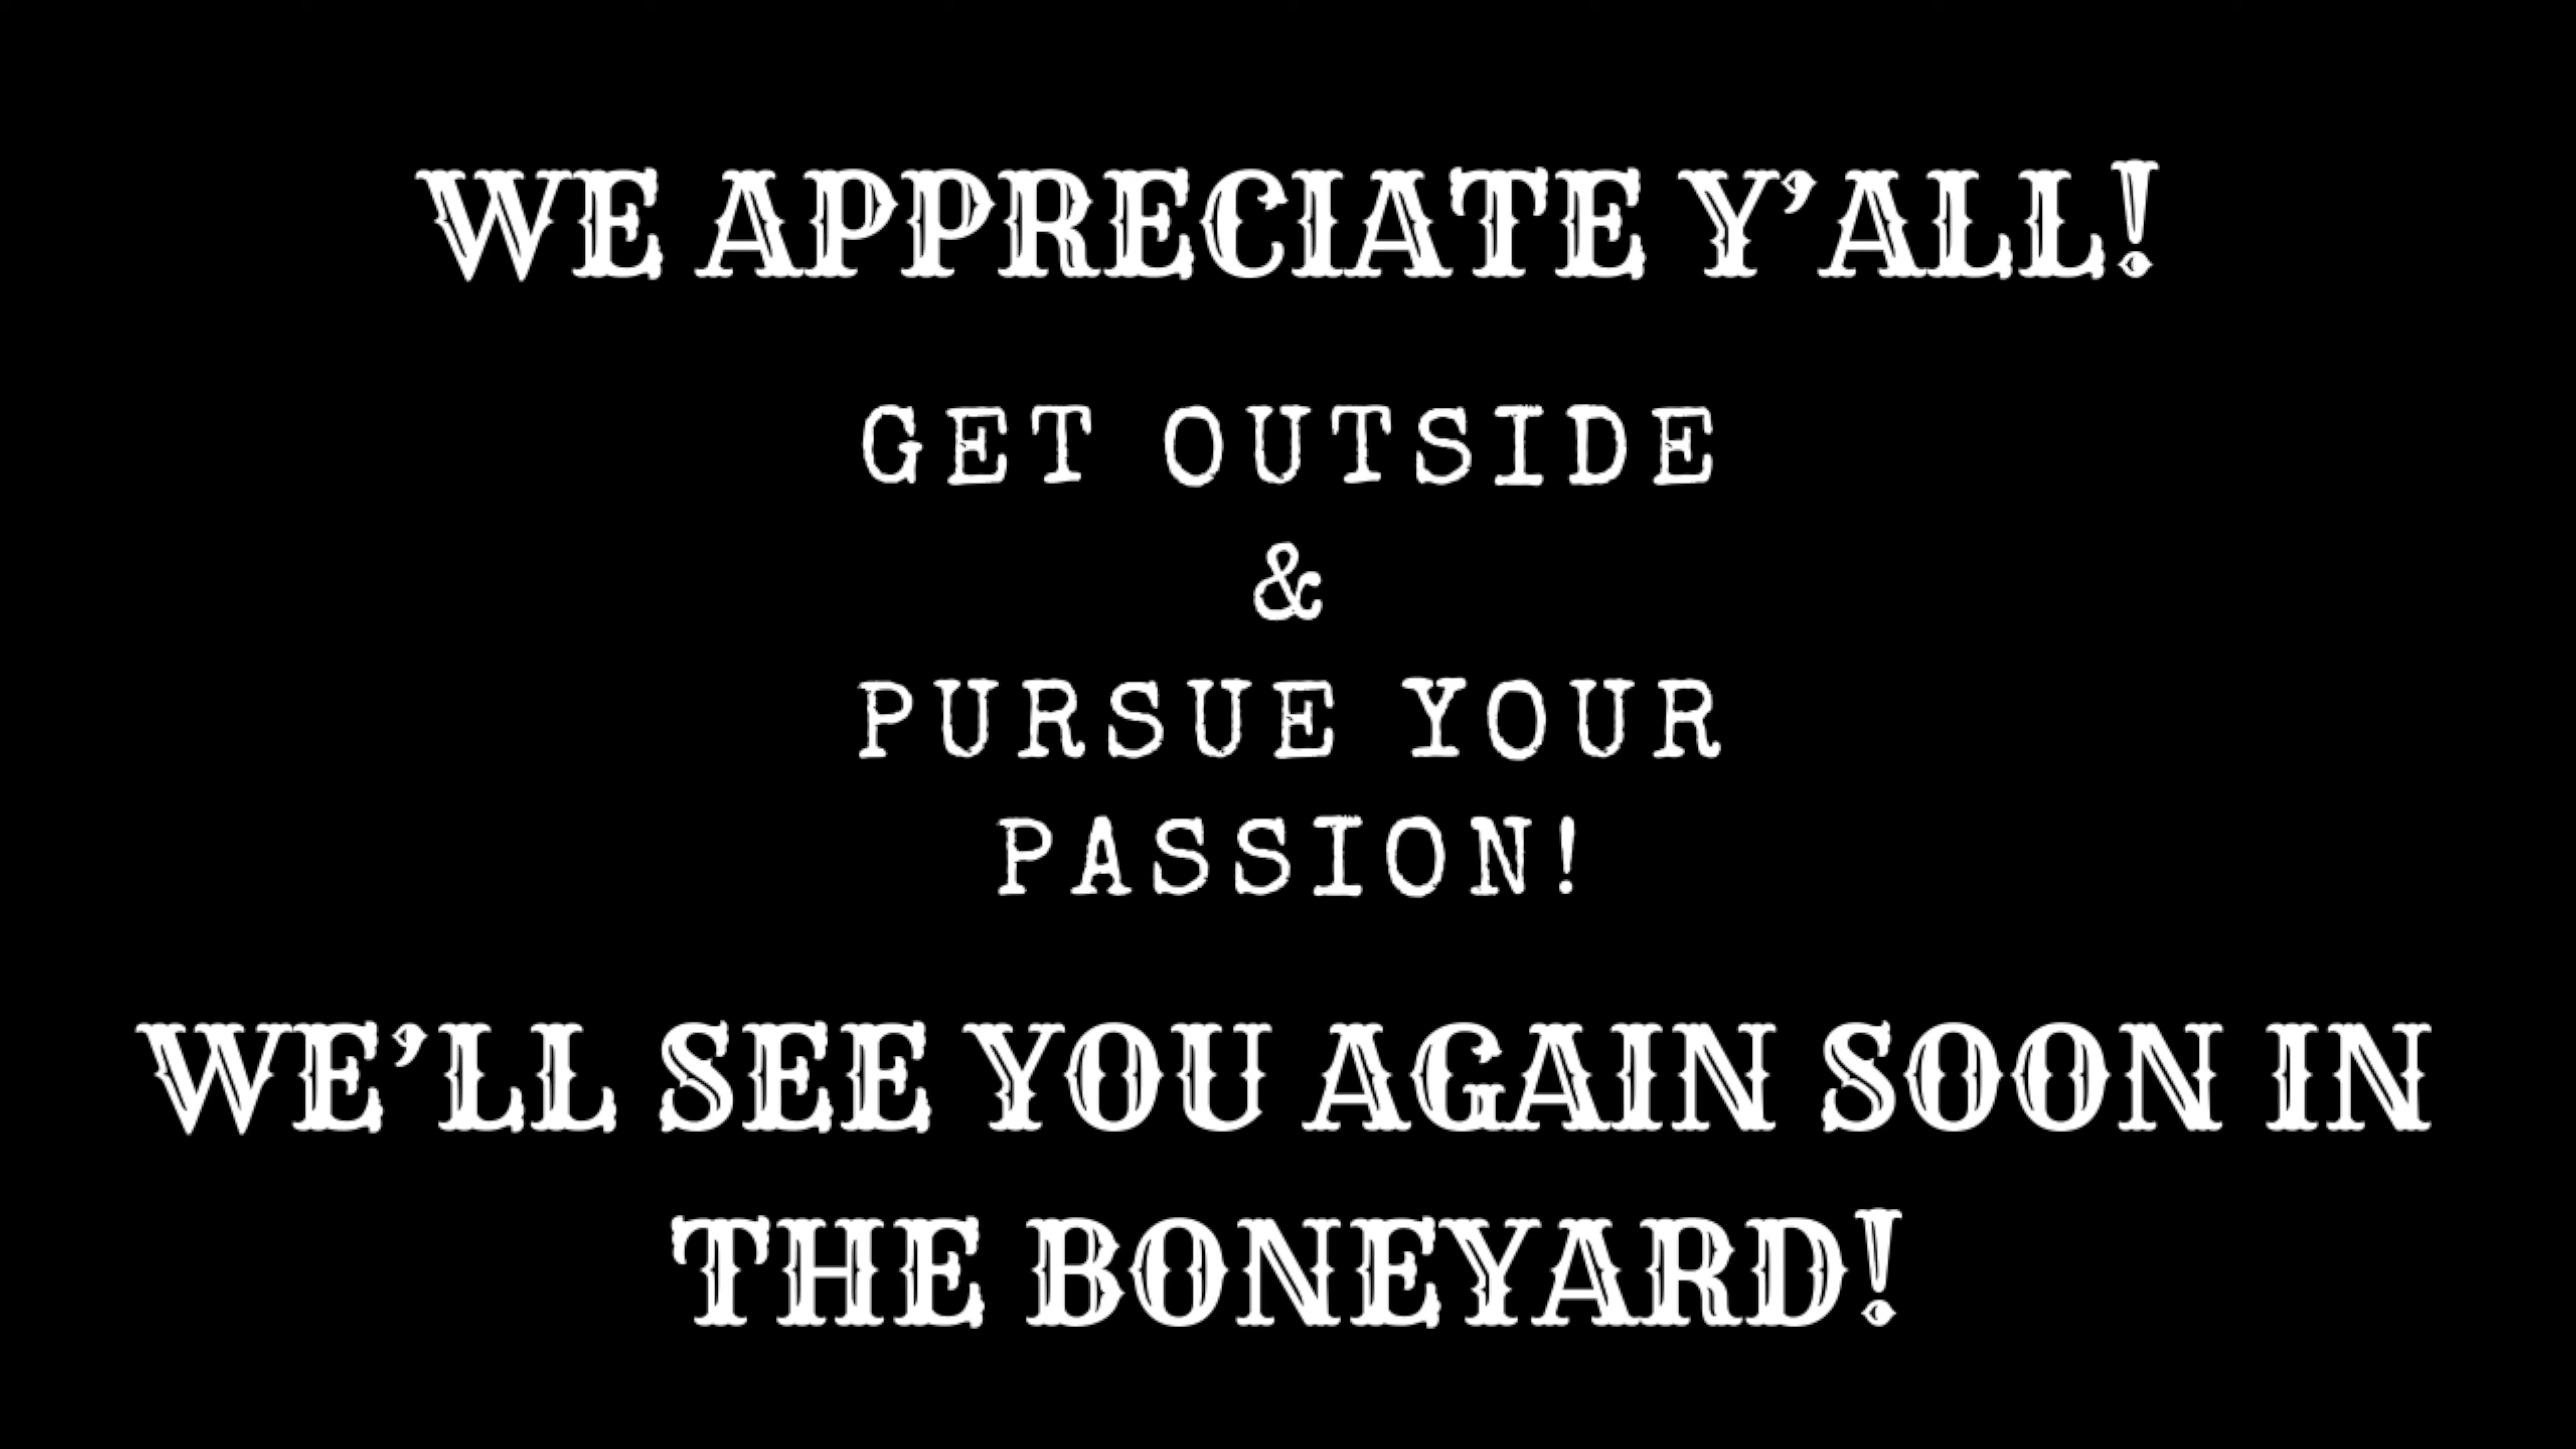 WE APPRECIATE Y’ALL!
GET OUTSIDE
&
PURSUE YOUR
PASSION!
WE’LL SEE YOU AGAIN SOON IN
THE BONEYARD!